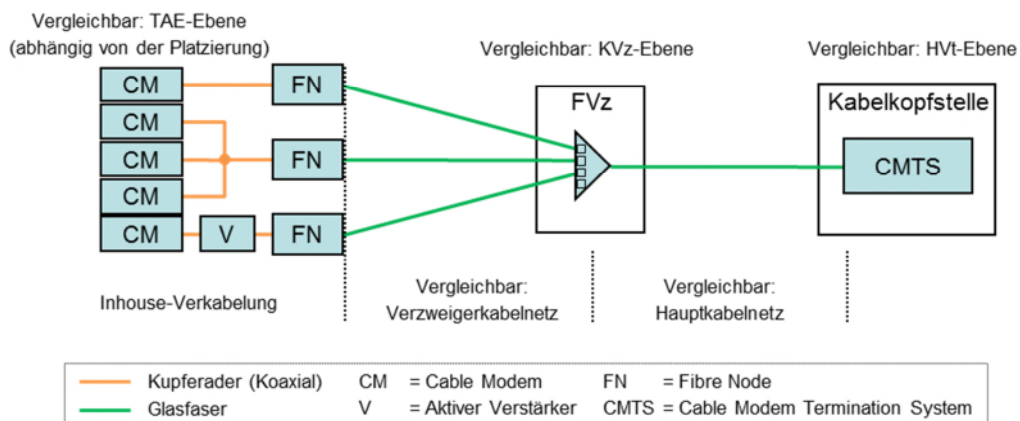 Vergleichbar: TAE-Ebene
(abhängig von der Platzierung)
Vergleichbar: KVz-Ebene
Vergleichbar: HVt-Ebene
CM
FN
CM
CM
FN
CM
CM
V
FN
FVz
Kabelkopfstelle
CMTS
Inhouse-Verkabelung
Vergleichbar:
Verzweigerkabelnetz
Vergleichbar:
Hauptkabelnetz
Kupferader (Koaxial) CM = Cable Modem FN = Fibre Node
Glasfaser V = Aktiver Verstärker CMTS = Cable Modem Termination System